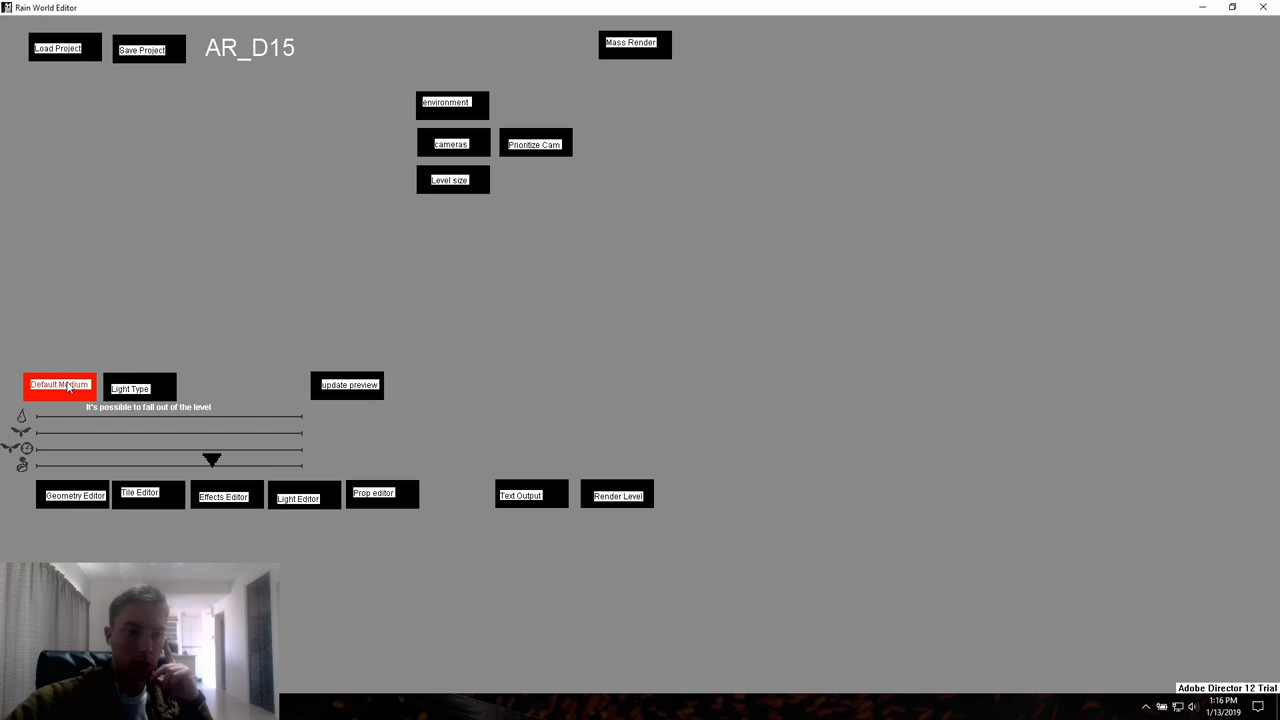 Rain World Editor
Load Project
Save Project
AR_D15
Mass Render
environment
cameras
Prioritize Cam
Level size
Default Medium
Light Type
update preview
It's possible to fall out of the level
Geometry Editor
Tile Editor
Effects Editor
Light Editor
Prop editor
Text Output
Render Level
Adobe Director 12 Trial
1:16 PM
1/13/2019